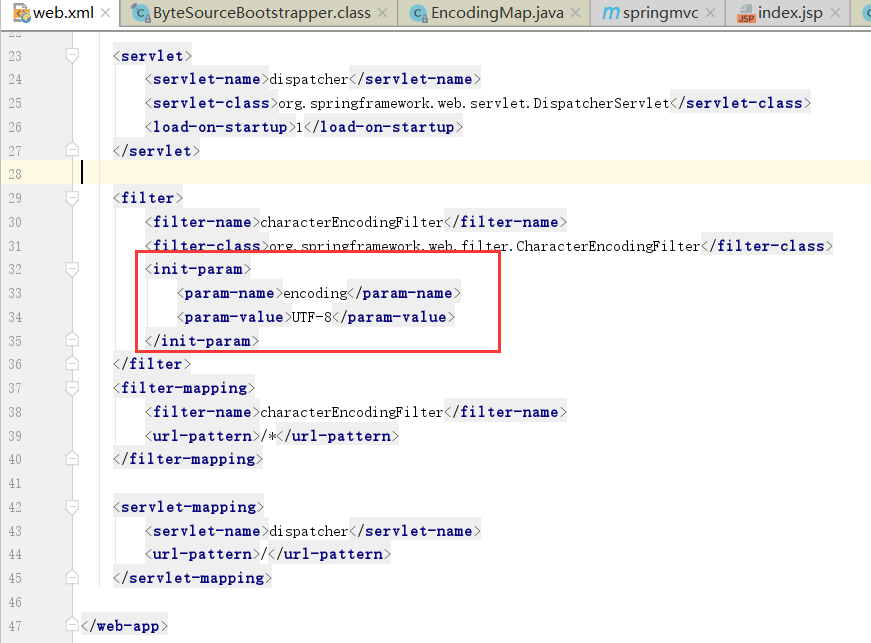 web.xml ByteSourceBootstrapper.class EncodingMap.java springmvc index.jsp
23 <servlet>
24 <servlet-name>dispatcher</servlet-name>
25 <servlet-class>org.springframework.web.servlet.DispatcherServlet</servlet-class>
26 <load-on-startup>1</load-on-startup>
27 </servlet>
28
29 <filter>
30 <filter-name>characterEncodingFilter</filter-name>
31 <filter-class>org.springframework.web.filter.CharacterEncodingFilter</filter-class>
32 <init-param>
33 <param-name>encoding</param-name>
34 <param-value>UTF-8</param-value>
35 </init-param>
36 </filter>
37 <filter-mapping>
38 <filter-name>characterEncodingFilter</filter-name>
39 <url-pattern>/*</url-pattern>
40 </filter-mapping>
41
42 <servlet-mapping>
43 <servlet-name>dispatcher</servlet-name>
44 <url-pattern>/</url-pattern>
45 </servlet-mapping>
46
47 </web-app>